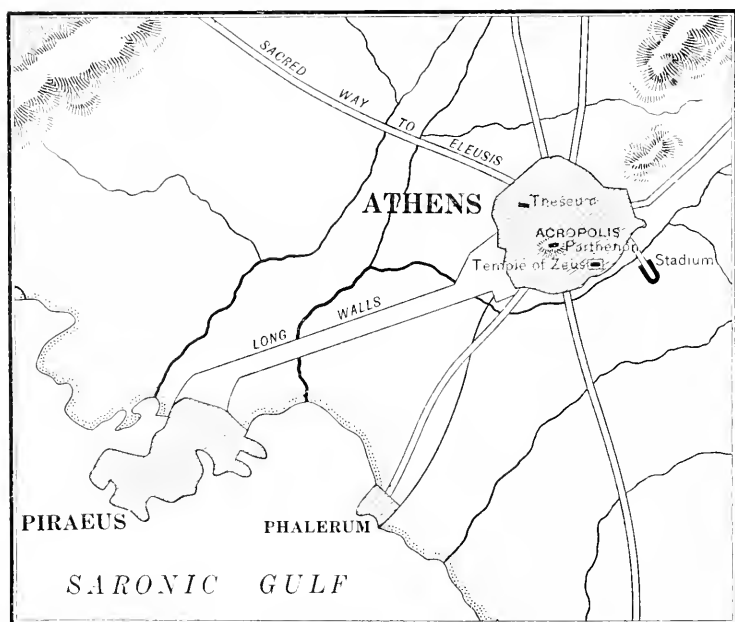 SACRED WAY TO ELEUSIS
ATHENS
Theseum
ACROPOLIS
Parthenon
Temple of Zeus
Stadium
LONG WALLS
PIRAEUS
PHALERUM
SARONIC GULF